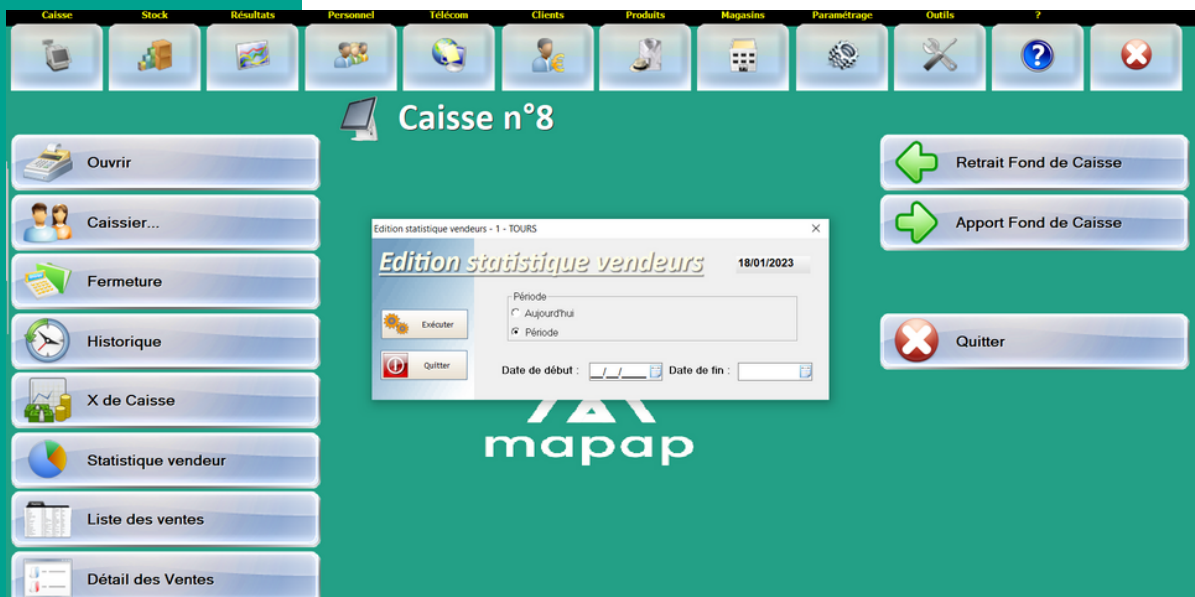 Caisse Stock Résultats Personnel Télécom Clients Produits Magasins Paramétrage Outils ?
Caisse n°8
Ouvrir
Caissier...
Fermeture
Historique
X de Caisse
Statistique vendeur
Liste des ventes
Détail des Ventes
Edition statistique vendeurs - 1 - TOURS
Edition statistique vendeurs
18/01/2023
Exécuter
Quitter
Période
Aujourd'hui
Période
Date de début : __/__/____ Date de fin :
mapap
Retrait Fond de Caisse
Apport Fond de Caisse
Quitter